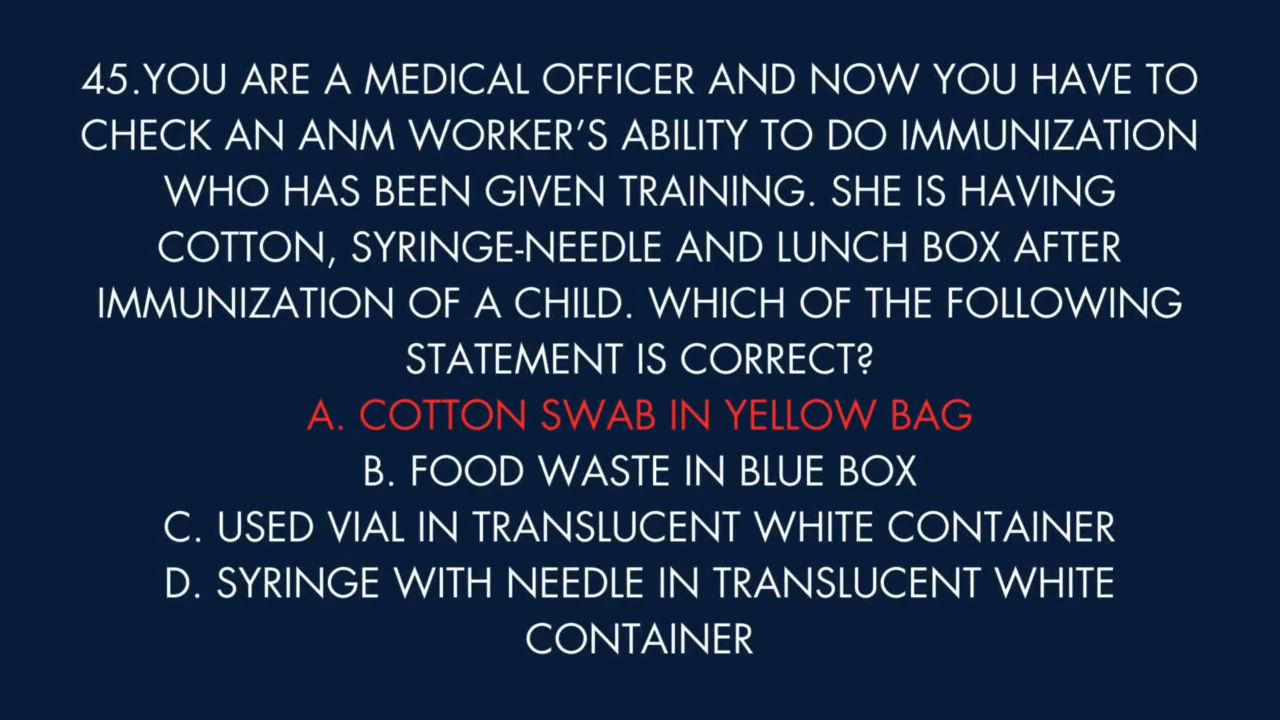 45.YOU ARE A MEDICAL OFFICER AND NOW YOU HAVE TO
CHECK AN ANM WORKER'S ABILITY TO DO IMMUNIZATION
WHO HAS BEEN GIVEN TRAINING. SHE IS HAVING
COTTON, SYRINGE-NEEDLE AND LUNCH BOX AFTER
IMMUNIZATION OF A CHILD. WHICH OF THE FOLLOWING
STATEMENT IS CORRECT?
A. COTTON SWAB IN YELLOW BAG
B. FOOD WASTE IN BLUE BOX
C. USED VIAL IN TRANSLUCENT WHITE CONTAINER
D. SYRINGE WITH NEEDLE IN TRANSLUCENT WHITE
CONTAINER